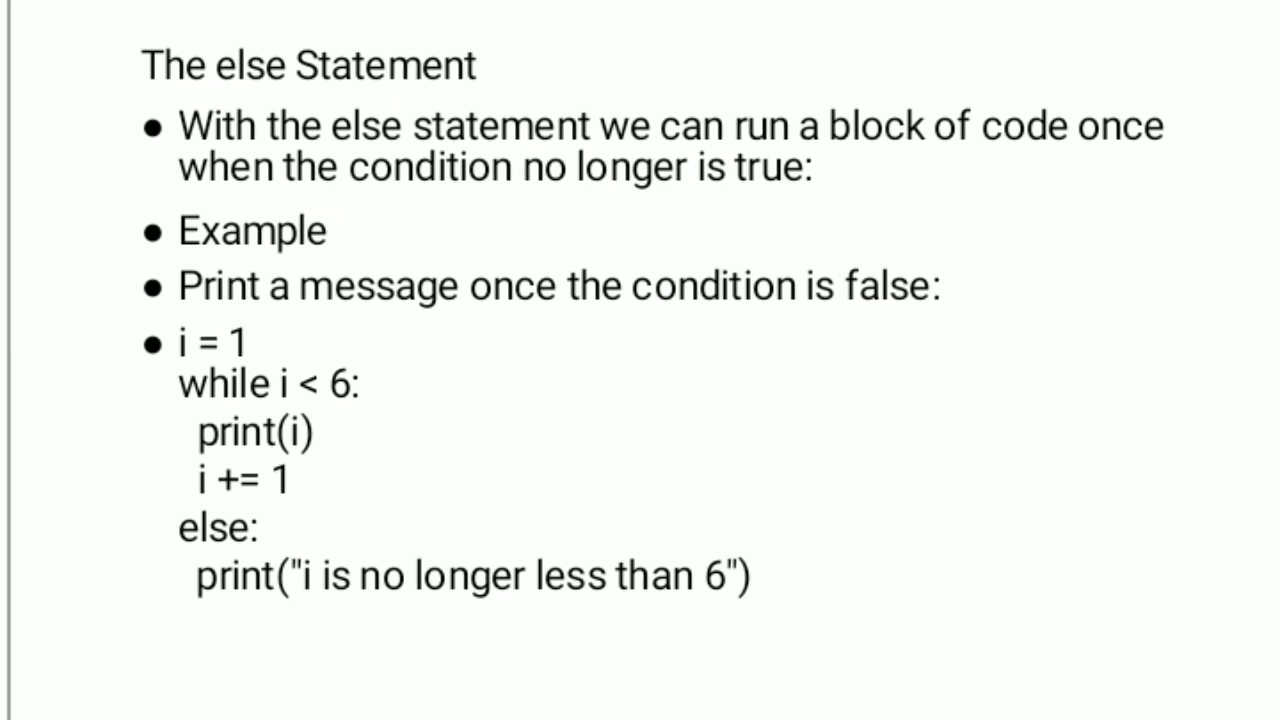 The else Statement
● With the else statement we can run a block of code once
when the condition no longer is true:
● Example
● Print a message once the condition is false:
● i = 1
while i < 6:
  print(i)
  i += 1
else:
  print("i is no longer less than 6")